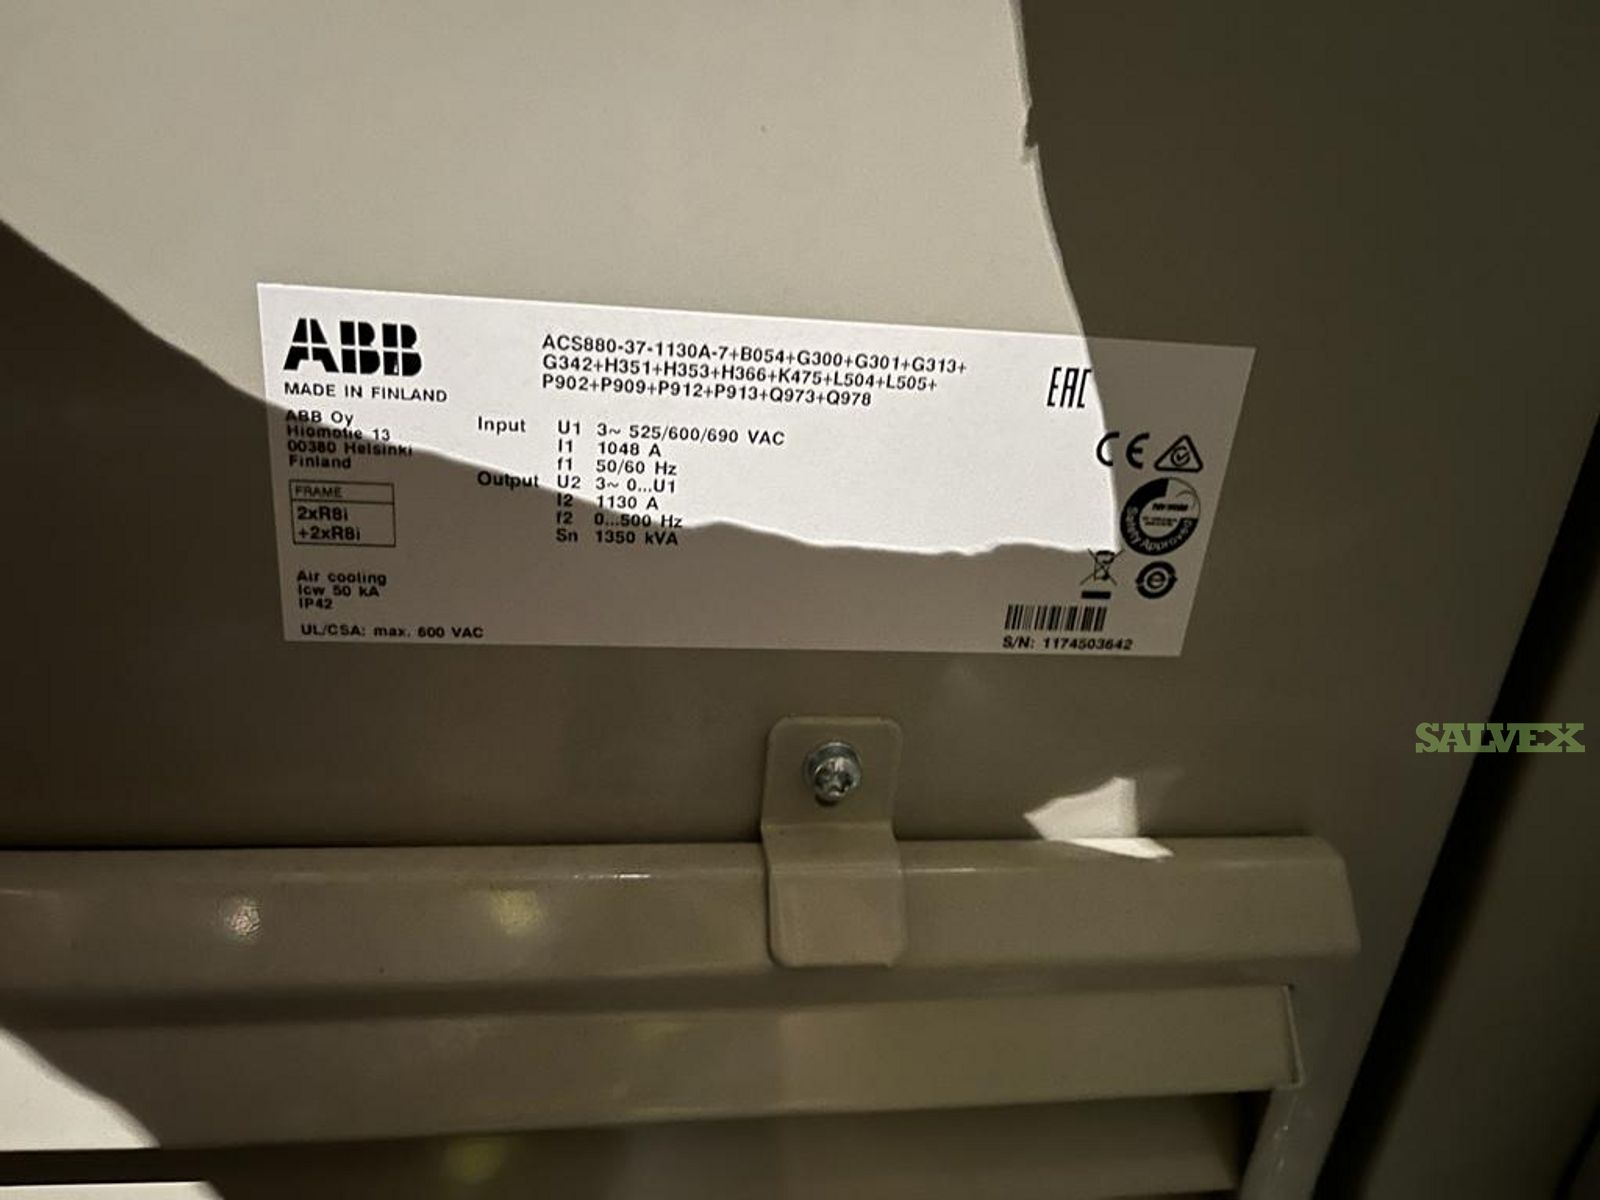 ABB
MADE IN FINLAND
ABB Oy
Hiomotie 13
00380 Helsinki
Finland
FRAME
2xR8i
+2xR8i
Air cooling
Icw 50 kA
IP42
UL/CSA: max. 600 VAC
ACS880-37-1130A-7+B054+G300+G301+G313+
G342+H351+H353+H366+K475+L504+L505+
P902+P909+P912+P913+Q973+Q978
Input U1 3~ 525/600/690 VAC
I1 1048 A
f1 50/60 Hz
Output U2 3~ 0...U1
I2 1130 A
f2 0...500 Hz
Sn 1350 kVA
EAC
CE
Safety Approved
S/N: 1174503642
SALVEX